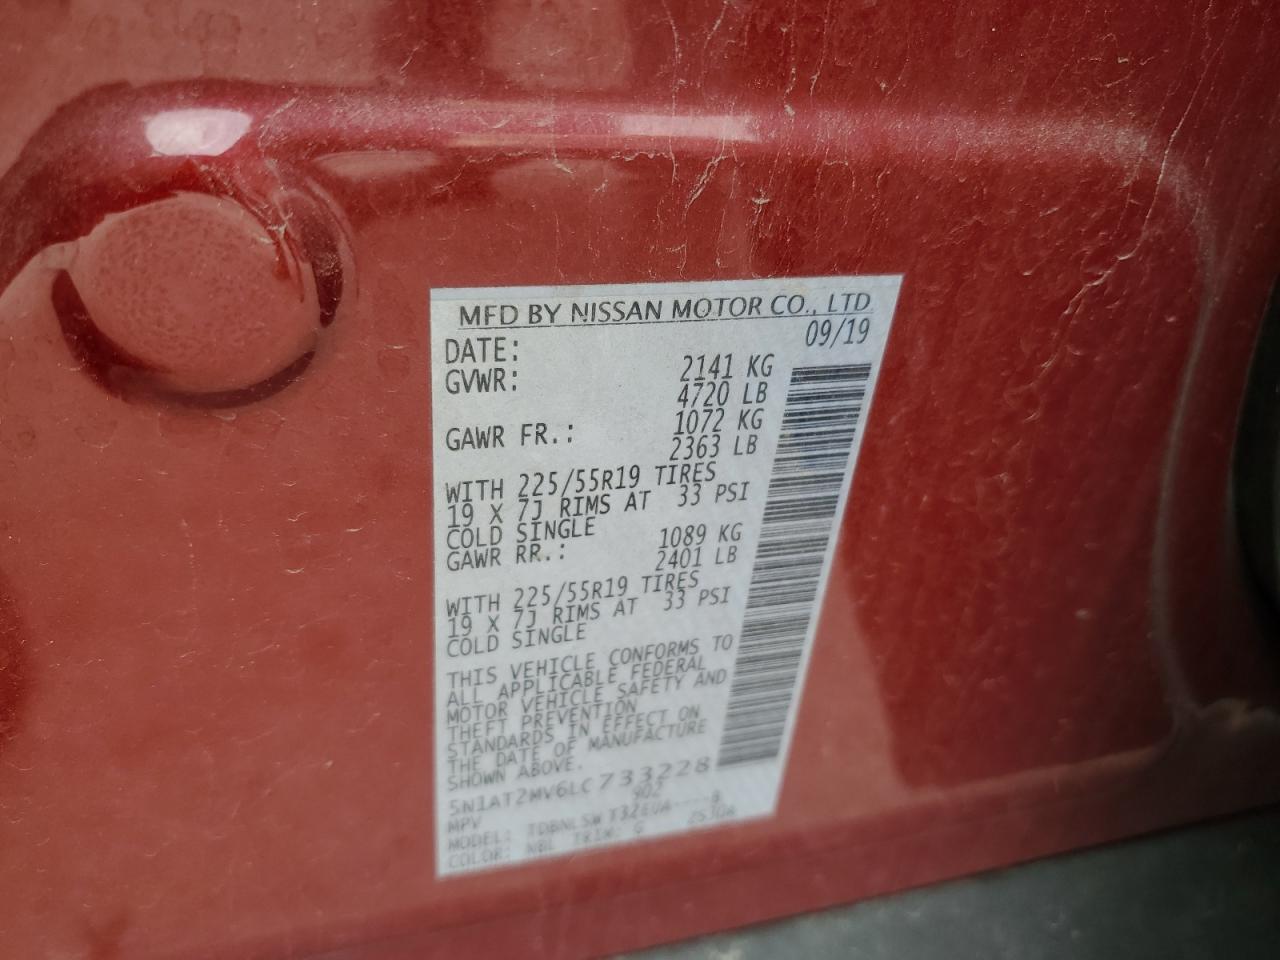 MFD BY NISSAN MOTOR CO., LTD.
DATE: 09/19
GVWR: 2141 KG
4720 LB
GAWR FR.: 1072 KG
2363 LB
WITH 225/55R19 TIRES
19 X 7J RIMS AT 33 PSI
COLD SINGLE
GAWR RR.: 1089 KG
2401 LB
WITH 225/55R19 TIRES
19 X 7J RIMS AT 33 PSI
COLD SINGLE
THIS VEHICLE CONFORMS TO
ALL APPLICABLE FEDERAL
MOTOR VEHICLE SAFETY AND
THEFT PREVENTION
STANDARDS IN EFFECT ON
THE DATE OF MANUFACTURE
SHOWN ABOVE.
5N1AT2MV6LC733228
MPV 902
MODEL:
COLOR: NBL TRIM: G